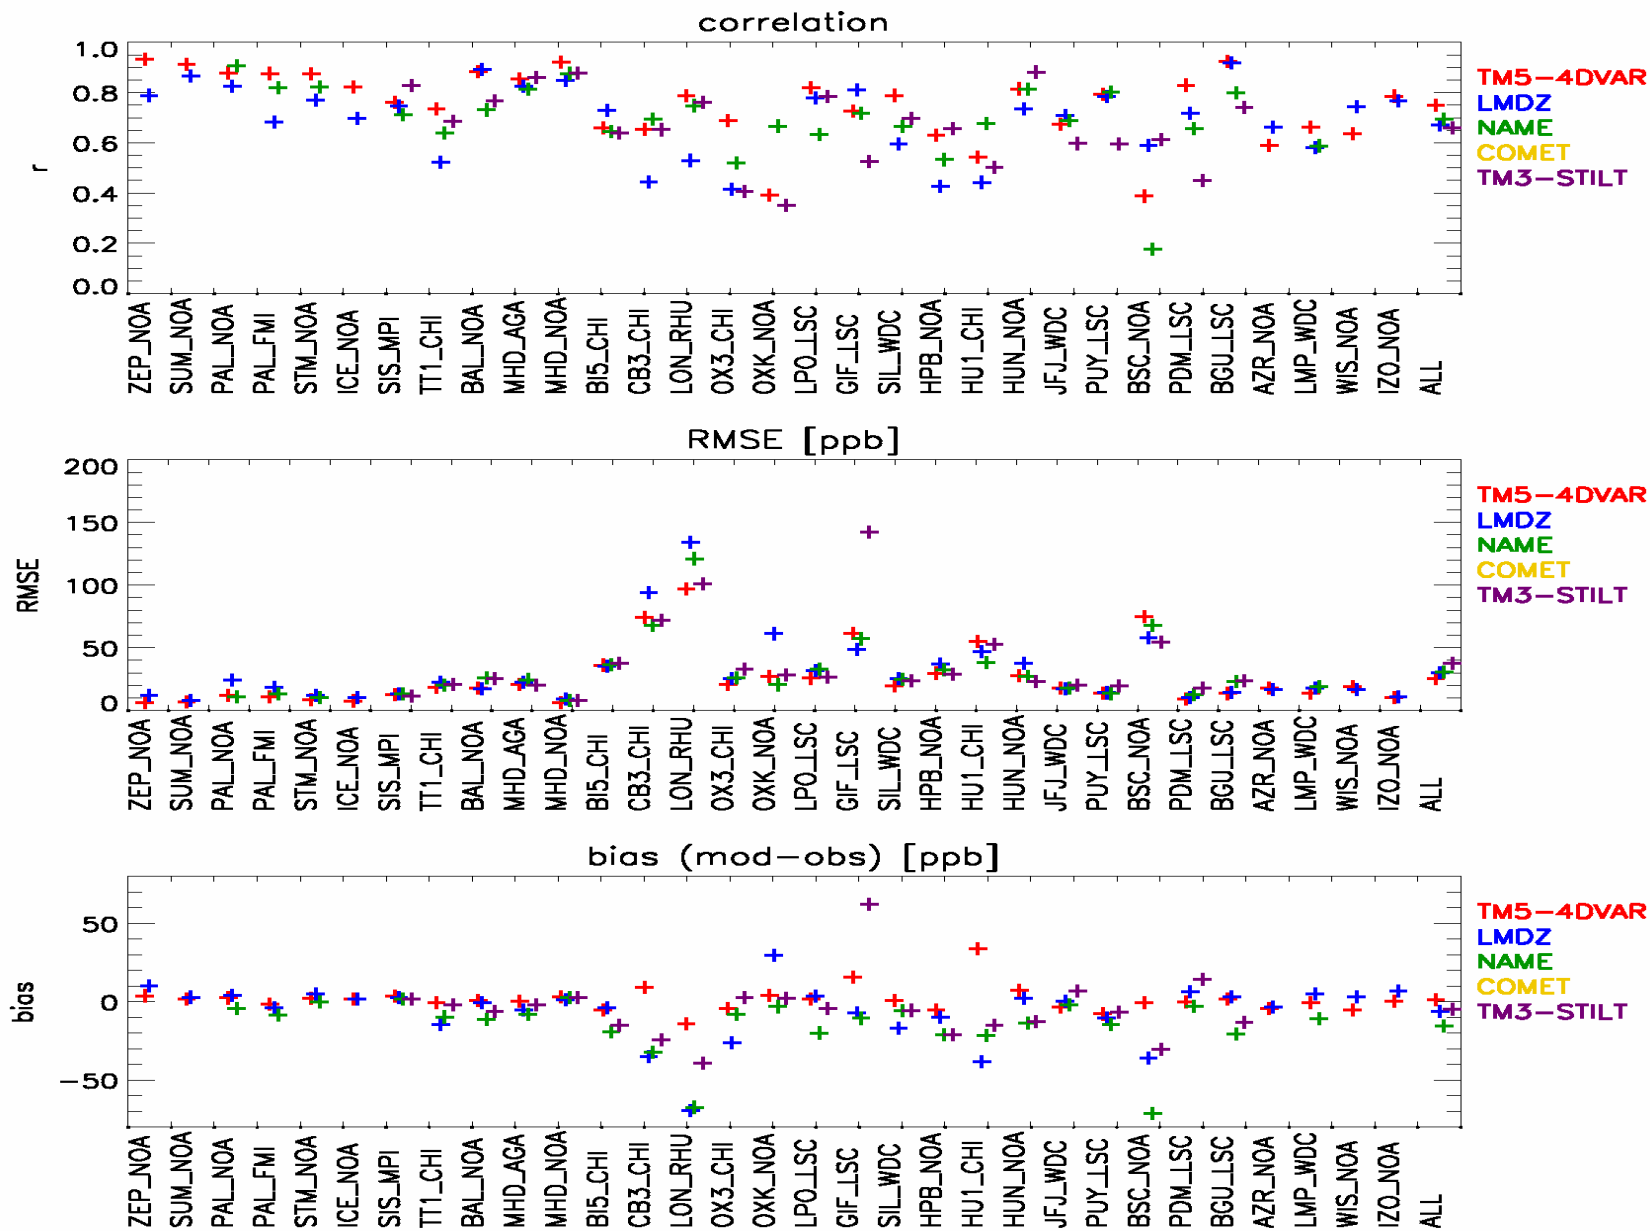 correlation
1.0
0.8
0.6
0.4
0.2
0.0
r
TM5-4DVAR
LMDZ
NAME
COMET
TM3-STILT
ZEP_NOA
SUM_NOA
PAL_NOA
PAL_FMI
STM_NOA
ICE_NOA
SIS_MPI
TT1_CHI
BAL_NOA
MHD_AGA
MHD_NOA
BI5_CHI
CB3_CHI
LON_RHU
OX3_CHI
OXK_NOA
LPO_LSC
GIF_LSC
SIL_WDC
HPB_NOA
HU1_CHI
HUN_NOA
JFJ_WDC
PUY_LSC
BSC_NOA
PDM_LSC
BGU_LSC
AZR_NOA
LMP_WDC
WIS_NOA
IZO_NOA
ALL
RMSE [ppb]
200
150
100
50
0
RMSE
TM5-4DVAR
LMDZ
NAME
COMET
TM3-STILT
ZEP_NOA
SUM_NOA
PAL_NOA
PAL_FMI
STM_NOA
ICE_NOA
SIS_MPI
TT1_CHI
BAL_NOA
MHD_AGA
MHD_NOA
BI5_CHI
CB3_CHI
LON_RHU
OX3_CHI
OXK_NOA
LPO_LSC
GIF_LSC
SIL_WDC
HPB_NOA
HU1_CHI
HUN_NOA
JFJ_WDC
PUY_LSC
BSC_NOA
PDM_LSC
BGU_LSC
AZR_NOA
LMP_WDC
WIS_NOA
IZO_NOA
ALL
bias (mod-obs) [ppb]
50
0
-50
bias
TM5-4DVAR
LMDZ
NAME
COMET
TM3-STILT
ZEP_NOA
SUM_NOA
PAL_NOA
PAL_FMI
STM_NOA
ICE_NOA
SIS_MPI
TT1_CHI
BAL_NOA
MHD_AGA
MHD_NOA
BI5_CHI
CB3_CHI
LON_RHU
OX3_CHI
OXK_NOA
LPO_LSC
GIF_LSC
SIL_WDC
HPB_NOA
HU1_CHI
HUN_NOA
JFJ_WDC
PUY_LSC
BSC_NOA
PDM_LSC
BGU_LSC
AZR_NOA
LMP_WDC
WIS_NOA
IZO_NOA
ALL